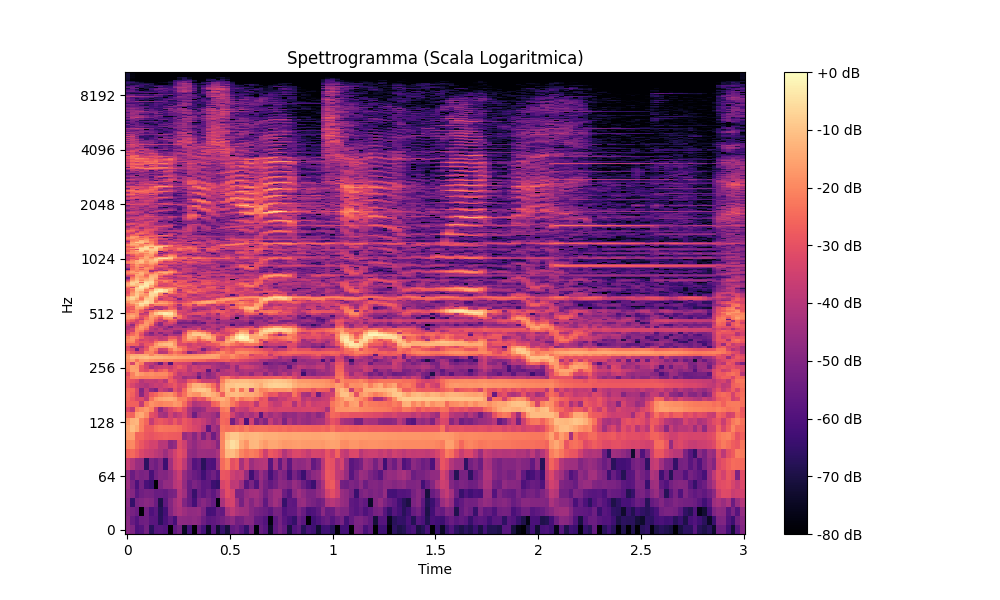 Spettrogramma (Scala Logaritmica)
8192
4096
2048
1024
512
256
128
64
0
Hz
0
0.5
1
1.5
2
2.5
3
Time
+0 dB
-10 dB
-20 dB
-30 dB
-40 dB
-50 dB
-60 dB
-70 dB
-80 dB